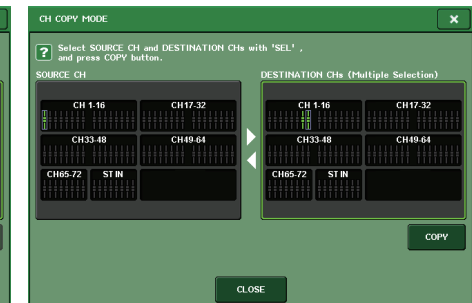 CH COPY MODE
Select SOURCE CH and DESTINATION CHs with 'SEL' ,
and press COPY button.
SOURCE CH
DESTINATION CHs (Multiple Selection)
CH 1-16 CH17-32
CH33-48 CH49-64
CH65-72 ST IN
CH 1-16 CH17-32
CH33-48 CH49-64
CH65-72 ST IN
COPY
CLOSE